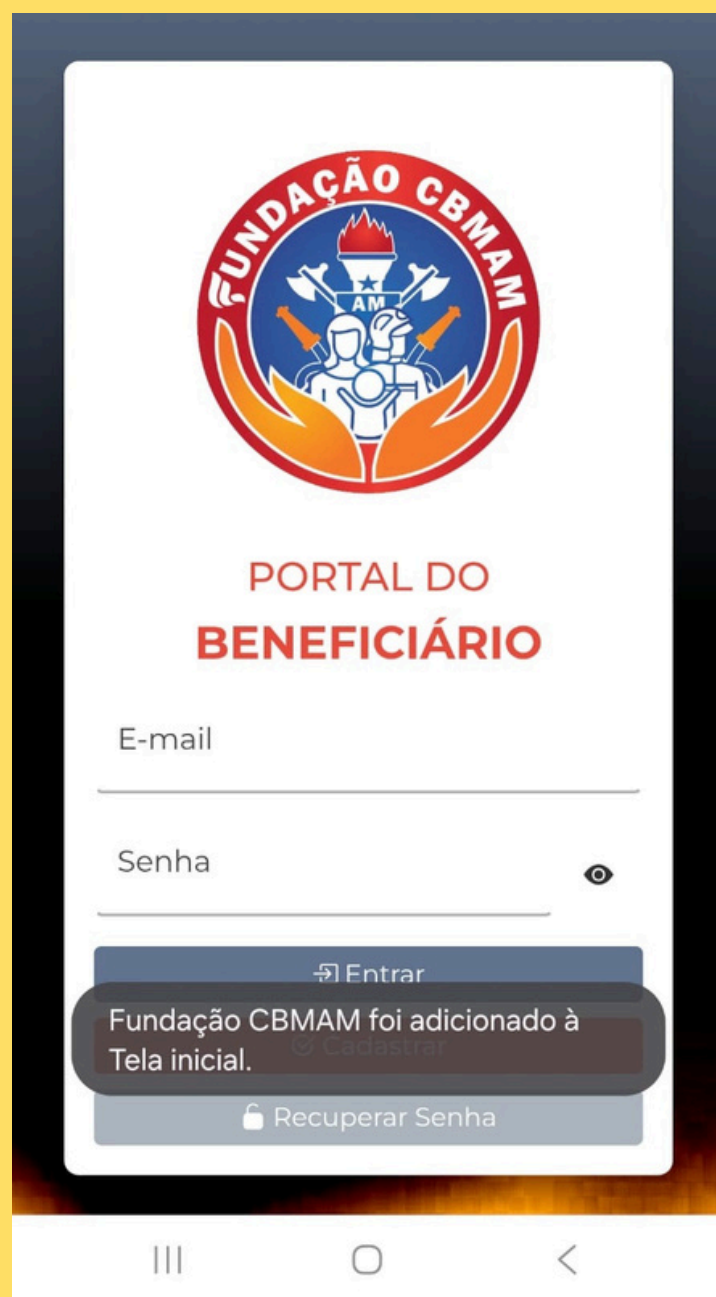 FUNDAÇÃO CBMAM
AM
PORTAL DO
BENEFICIÁRIO
E-mail
Senha
Entrar
Fundação CBMAM foi adicionado à
Tela inicial.
Cadastrar
Recuperar Senha